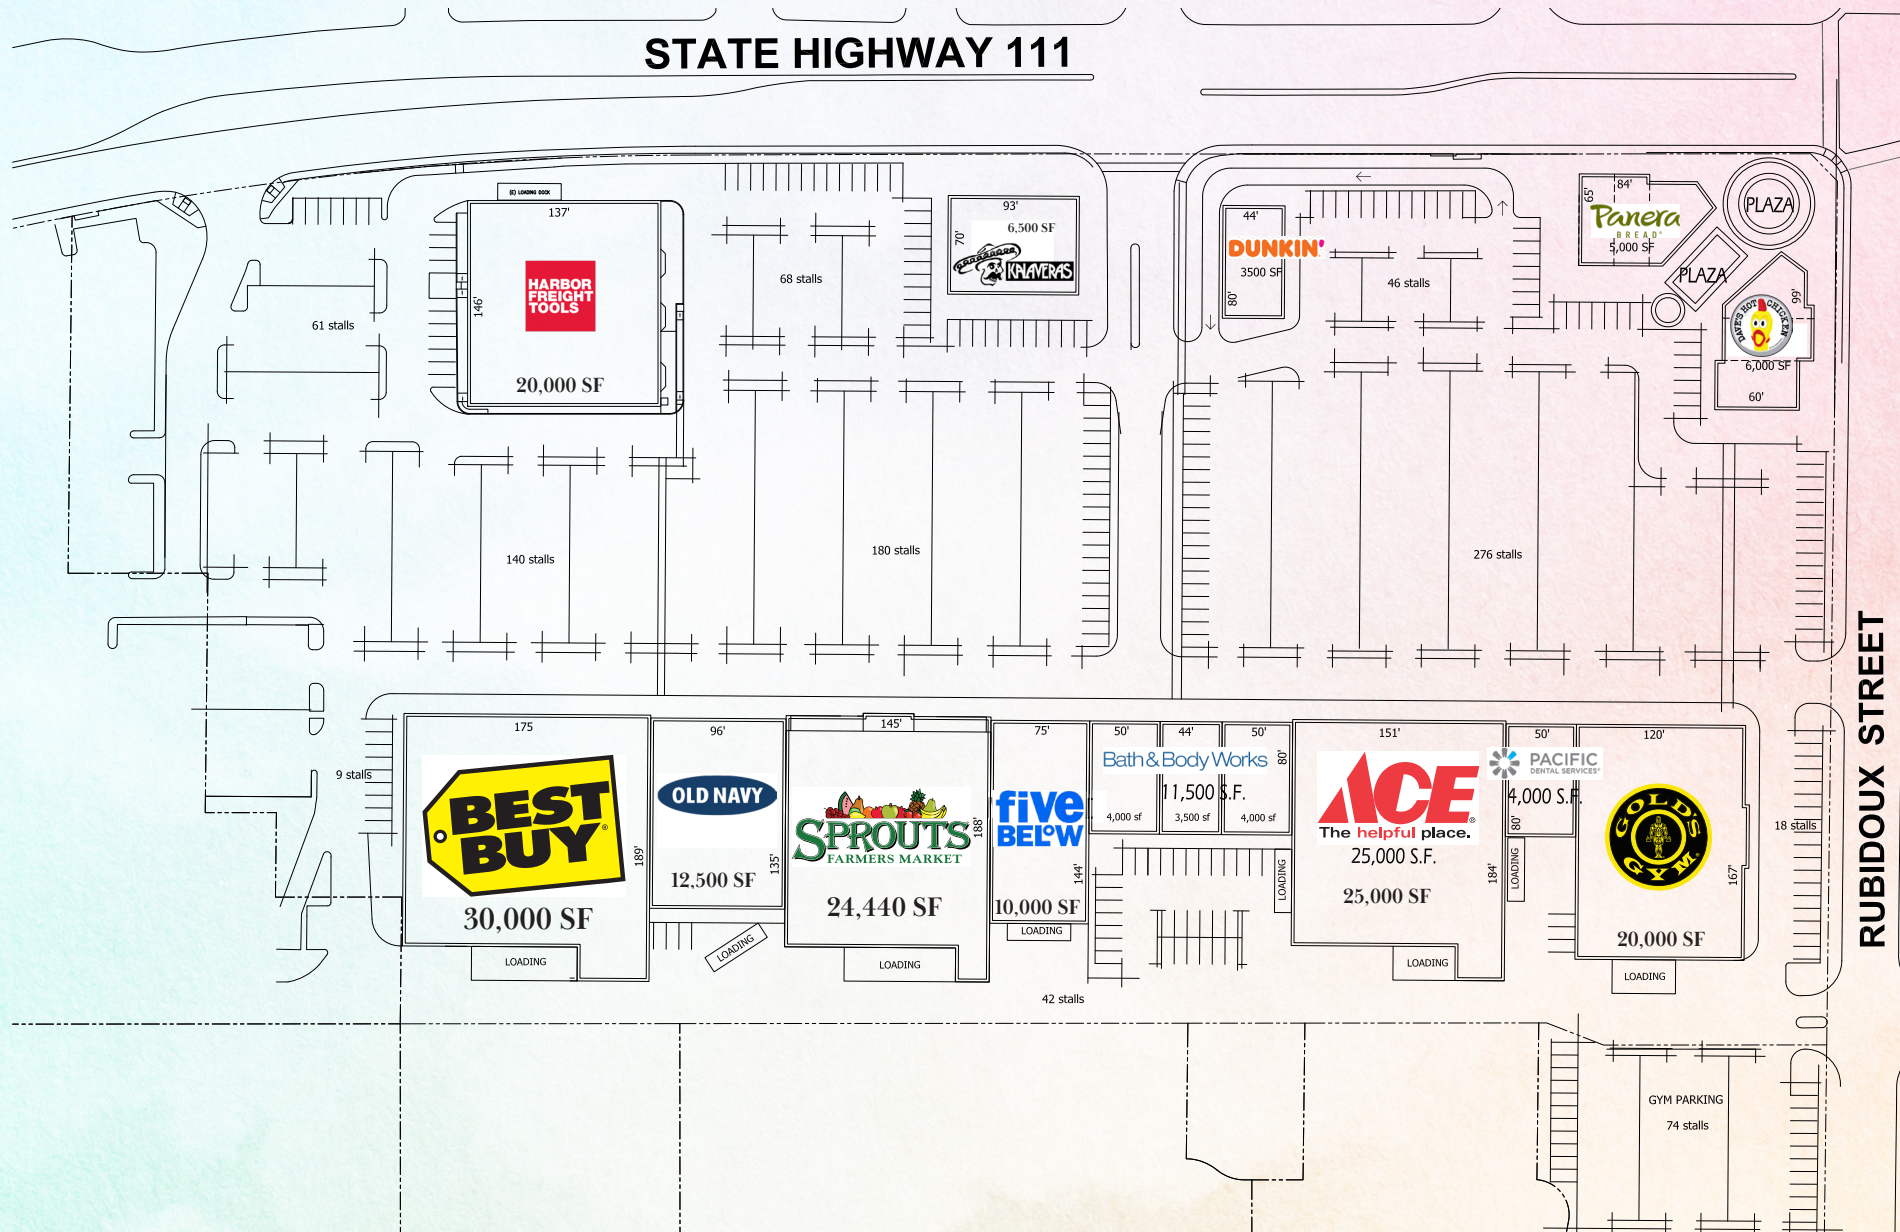 STATE HIGHWAY 111
(E) LOADING DOCK
137'
146'
HARBOR
FREIGHT
TOOLS
20,000 SF
61 stalls
68 stalls
93'
70'
6,500 SF
KALAVERAS
44'
DUNKIN'
3500 SF
80'
46 stalls
84'
65'
Panera
BREAD
5,000 SF
PLAZA
PLAZA
99'
DAVE'S HOT CHICKEN
6,000 SF
60'
140 stalls
180 stalls
276 stalls
RUBIDOUX STREET
9 stalls
175
BEST
BUY
189'
30,000 SF
LOADING
96'
OLD NAVY
135'
12,500 SF
LOADING
145'
SPROUTS
FARMERS MARKET
188'
24,440 SF
LOADING
75'
five
BELOW
144'
10,000 SF
LOADING
50'
44'
50'
80'
Bath & Body Works
11,500 S.F.
4,000 sf
3,500 sf
4,000 sf
42 stalls
LOADING
151'
ACE
The helpful place.
25,000 S.F.
25,000 SF
184'
LOADING
50'
PACIFIC
DENTAL SERVICES
4,000 S.F.
80'
LOADING
120'
GOLD'S
GYM
167'
20,000 SF
LOADING
18 stalls
GYM PARKING
74 stalls